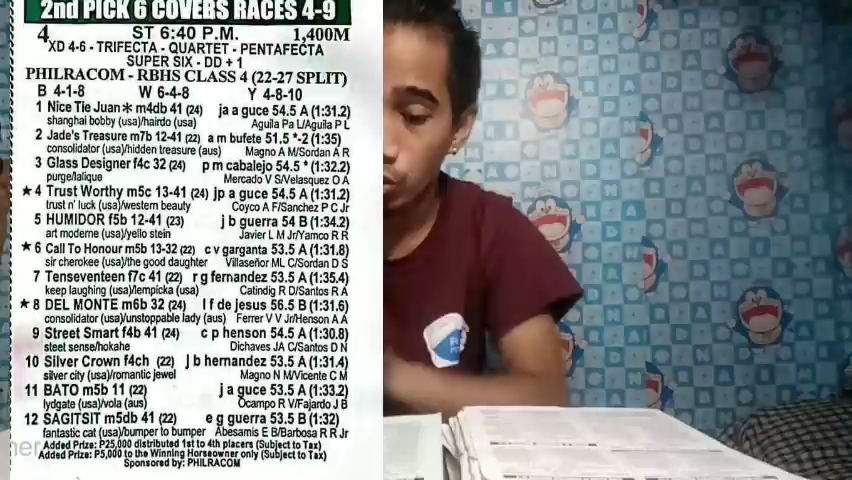 2nd PICK 6 COVERS RACES 4-9
4 ST 6:40 P.M. 1,400M
XD 4-6 - TRIFECTA - QUARTET - PENTAFECTA
SUPER SIX - DD + 1
PHILRACOM - RBHS CLASS 4 (22-27 SPLIT)
B 4-1-8 W 6-4-8 Y 4-8-10
1 Nice Tie Juan* m4db 41 (24) ja a guce 54.5 A (1:31.2)
shanghai bobby (usa)/hairdo (usa) Aguila Pa L/Aguila P L
2 Jade's Treasure m7b 12-41 (22) a m bufete 51.5 *-2 (1:35)
consolidator (usa)/hidden treasure (aus) Magno A M/Sordan A R
3 Glass Designer f4c 32 (24) p m cabalejo 54.5 * (1:32.2)
purge/lalique Mercado V S/Velasquez O A
★4 Trust Worthy m5c 13-41 (24) jp a guce 54.5 A (1:31.2)
trust n' luck (usa)/western beauty Coyco A F/Sanchez P C Jr
5 HUMIDOR f5b 12-41 (23) j b guerra 54 B (1:34.2)
art moderne (usa)/yello stein Javier L M Jr/Yamco R R
★6 Call To Honour m5b 13-32 (22) c v garganta 53.5 A (1:31.8)
sir cherokee (usa)/the good daughter Villaseñor ML C/Sordan D S
7 Tenseventeen f7c 41 (22) r g fernandez 53.5 A (1:35.4)
keep laughing (usa)/lempicka (usa) Catindig R D/Santos R A
★8 DEL MONTE m6b 32 (24) l f de jesus 56.5 B (1:31.6)
consolidator (usa)/unstoppable lady (aus) Ferrer V V Jr/Henson A A
9 Street Smart f4b 41 (24) c p henson 54.5 A (1:30.8)
steel sense/hokahe Dichaves JA C/Santos D N
10 Silver Crown f4ch (22) j b hernandez 53.5 A (1:31.4)
silver city (usa)/romantic jewel Magno N M/Vicente C M
11 BATO m5b 11 (22) j a guce 53.5 A (1:33.2)
lydgate (usa)/vola (aus) Ocampo R V/Fajardo J B
12 SAGITSIT m5db 41 (22) e g guerra 53.5 B (1:32)
fantastic cat (usa)/bumper to bumper Abesamis E B/Barbosa R R Jr
Added Prize: P25,000 distributed 1st to 4th placers (Subject to Tax)
Added Prize: P5,000 to the Winning Horseowner only (Subject to Tax)
Sponsored by: PHILRACOM